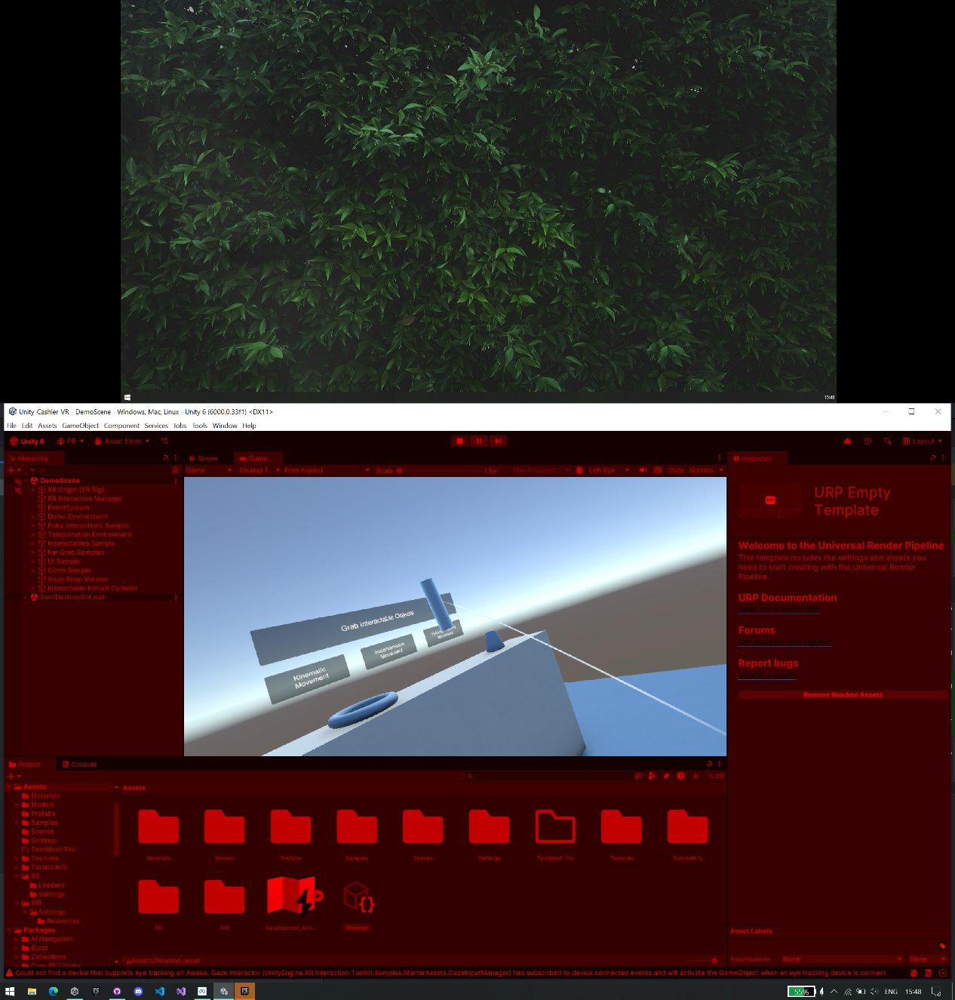 15:48
Unity Cashier VR - DemoScene - Windows, Mac, Linux - Unity 6 (6000.0.33f1) <DX11>
File Edit Assets GameObject Component Services Jobs Tools Window Help
Unity 6 PB Asset Store Layout
Hierarchy
Scene Game
Inspector
Game Display 1 Free Aspect Scale 1.5x Play Focused Left Eye Stats Gizmos
DemoScene
XR Origin (XR Rig)
XR Interaction Manager
EventSystem
Demo Environment
Poke Interactions Sample
Teleportation Environment
Interactables Sample
Far Grab Samples
UI Sample
Climb Sample
Gaze Snap Volume
Interactable Instant Cylinder
DontDestroyOnLoad
Grab Interactable Objects
Kinematic
Movement
Instantaneous
Movement
Movement
URP Empty
Template
Welcome to the Universal Render Pipeline
This template includes the settings and assets you
need to start creating with the Universal Render
Pipeline.
URP Documentation
Read more about URP
Forums
Get answers and support
Report bugs
Submit a report
Remove Readme Assets
Project Console
29
Assets
Materials
Models
Prefabs
Samples
Scenes
Settings
TextMesh Pro
Textures
TutorialInfo
XR
Loaders
Settings
XRI
Settings
Resources
Packages
AI Navigation
Burst
Collections
Core RP Library
Assets
Materials Models Prefabs Samples Scenes Settings TextMesh Pro Textures TutorialInfo
XR XRI InputSystem_Acti... Readme
Assets/Readme.asset
Asset Labels
AssetBundle None None
Could not find a device that supports eye tracking on Awake. Gaze Interactor (UnityEngine.XR.Interaction.Toolkit.Samples.StarterAssets.GazeInputManager) has subscribed to device connected events and will activate the GameObject when an eye tracking device is connect
55% ENG 15:48